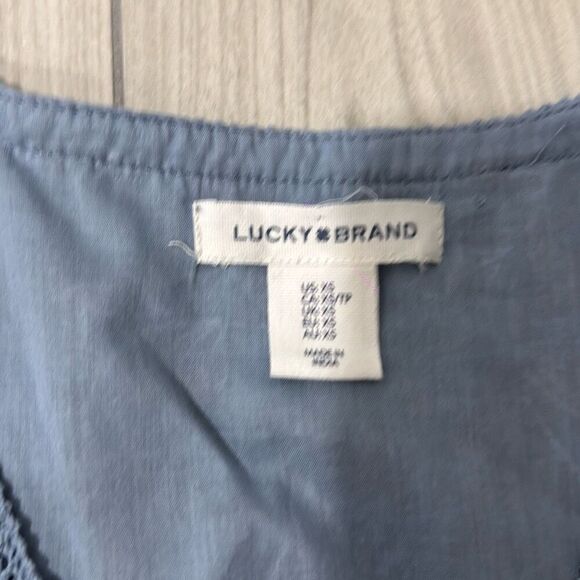 LUCKY BRAND
US: XS
CA: XS/TP
UK: XS
EU: XS
AU: XS
MADE IN
INDIA